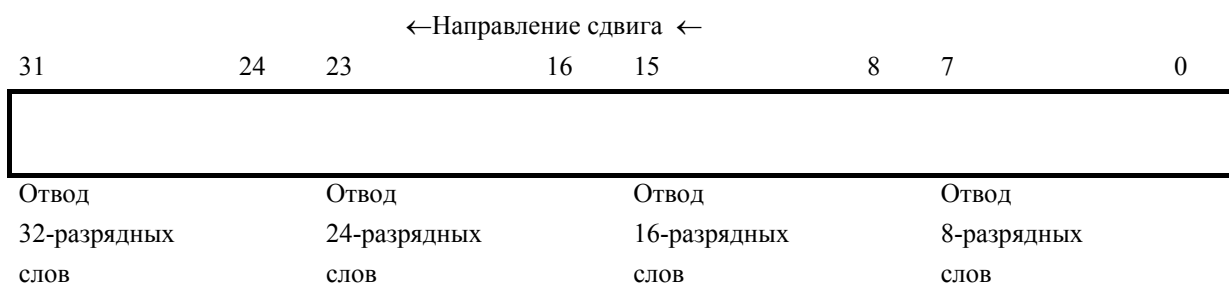 ←Направление сдвига ←
31 24 23 16 15 8 7 0
Отвод Отвод Отвод Отвод
32-разрядных 24-разрядных 16-разрядных 8-разрядных
слов слов слов слов